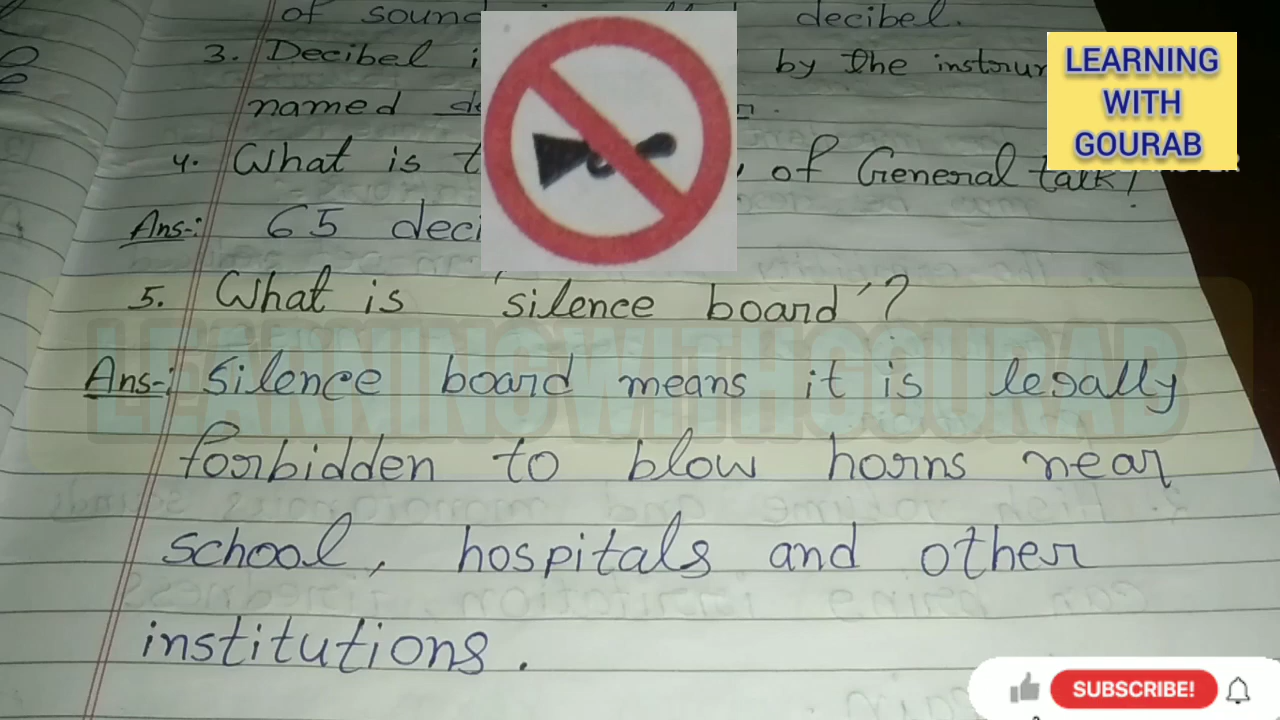 of sound decibel.
3. Decibel by the
named
4. What is of General talk?
Ans-: 65
5. What is 'silence board'?
Ans-: Silence board means it is legally
forbidden to blow horns near
school, hospitals and other
institutions.
LEARNING
WITH
GOURAB
LEARNINGWITHGOURAB
SUBSCRIBE!